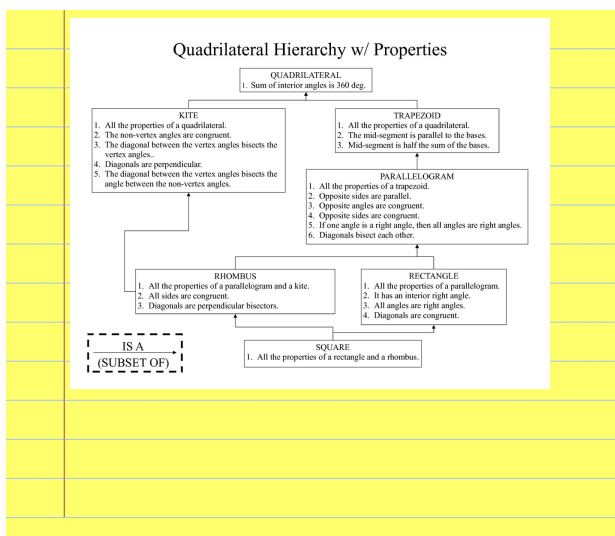 Quadrilateral Hierarchy w/ Properties
QUADRILATERAL
1. Sum of interior angles is 360 deg.
KITE
1. All the properties of a quadrilateral.
2. The non-vertex angles are congruent.
3. The diagonal between the vertex angles bisects the
vertex angles..
4. Diagonals are perpendicular.
5. The diagonal between the vertex angles bisects the
angle between the non-vertex angles.
TRAPEZOID
1. All the properties of a quadrilateral.
2. The mid-segment is parallel to the bases.
3. Mid-segment is half the sum of the bases.
PARALLELOGRAM
1. All the properties of a trapezoid.
2. Opposite sides are parallel.
3. Opposite angles are congruent.
4. Opposite sides are congruent.
5. If one angle is a right angle, then all angles are right angles.
6. Diagonals bisect each other.
RHOMBUS
1. All the properties of a parallelogram and a kite.
2. All sides are congruent.
3. Diagonals are perpendicular bisectors.
RECTANGLE
1. All the properties of a parallelogram.
2. It has an interior right angle.
3. All angles are right angles.
4. Diagonals are congruent.
SQUARE
1. All the properties of a rectangle and a rhombus.
IS A
(SUBSET OF)